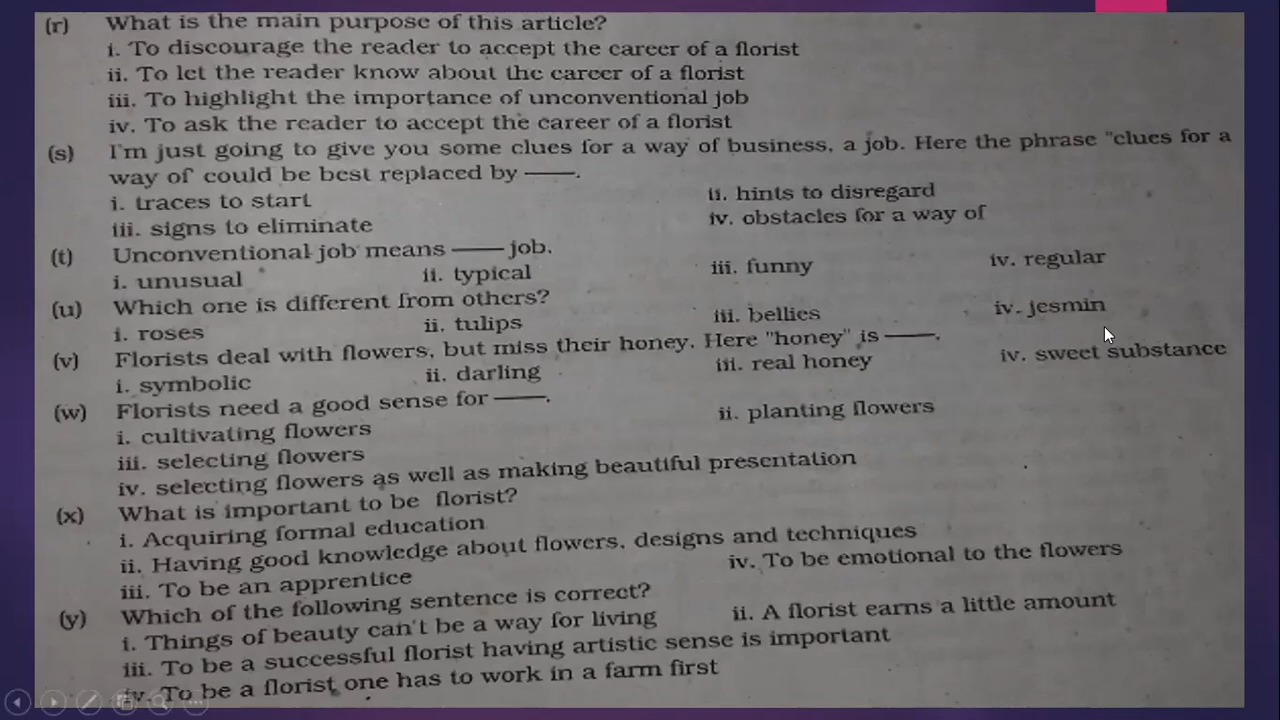 (r) What is the main purpose of this article?
i. To discourage the reader to accept the career of a florist
ii. To let the reader know about the career of a florist
iii. To highlight the importance of unconventional job
iv. To ask the reader to accept the career of a florist
(s) I'm just going to give you some clues for a way of business, a job. Here the phrase "clues for a
way of could be best replaced by ——.
i. traces to start ii. hints to disregard
iii. signs to eliminate iv. obstacles for a way of
(t) Unconventional job means —— job.
i. unusual ii. typical iii. funny iv. regular
(u) Which one is different from others?
i. roses ii. tulips iii. bellies iv. jesmin
(v) Florists deal with flowers, but miss their honey. Here "honey" is ——.
i. symbolic ii. darling iii. real honey iv. sweet substance
(w) Florists need a good sense for ——.
i. cultivating flowers ii. planting flowers
iii. selecting flowers
iv. selecting flowers as well as making beautiful presentation
(x) What is important to be florist?
i. Acquiring formal education
ii. Having good knowledge about flowers, designs and techniques
iii. To be an apprentice iv. To be emotional to the flowers
(y) Which of the following sentence is correct?
i. Things of beauty can't be a way for living ii. A florist earns a little amount
iii. To be a successful florist having artistic sense is important
iv. To be a florist one has to work in a farm first